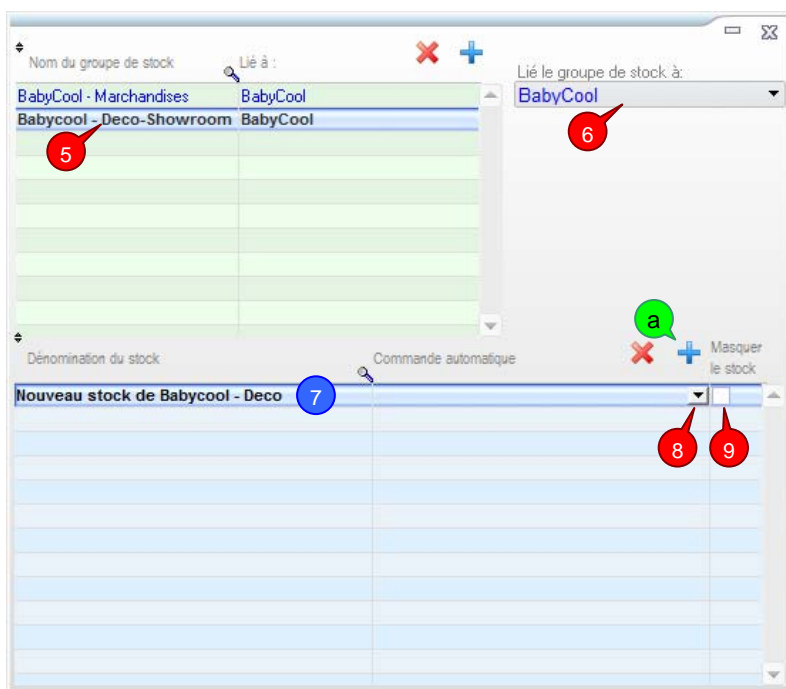 Nom du groupe de stock Lié à :
Lié le groupe de stock à:
BabyCool - Marchandises BabyCool
BabyCool
Babycool - Deco-Showroom BabyCool
5
6
a
Dénomination du stock Commande automatique
Masquer
le stock
Nouveau stock de Babycool - Deco
7
8
9